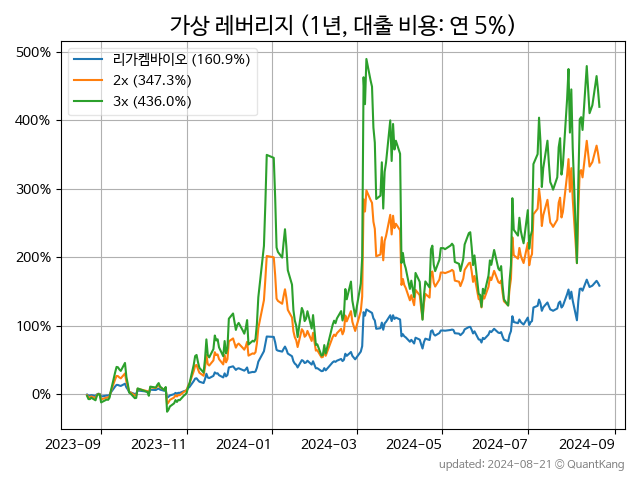 가상 레버리지 (1년, 대출 비용: 연 5%)
리가켐바이오 (160.9%)
2x (347.3%)
3x (436.0%)
500%
400%
300%
200%
100%
0%
2023-09 2023-11 2024-01 2024-03 2024-05 2024-07 2024-09
updated: 2024-08-21 © QuantKang